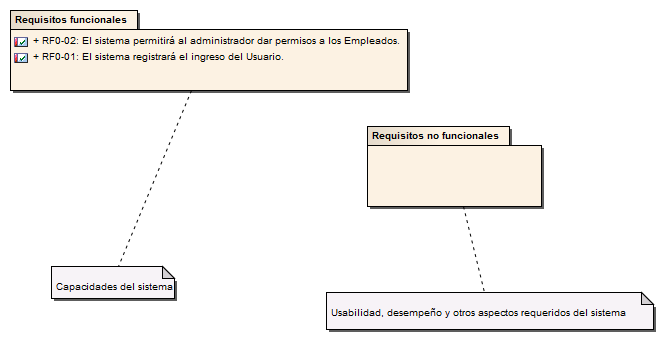 Requisitos funcionales
+ RF0-02: El sistema permitirá al administrador dar permisos a los Empleados.
+ RF0-01: El sistema registrará el ingreso del Usuario.
Requisitos no funcionales
Capacidades del sistema
Usabilidad, desempeño y otros aspectos requeridos del sistema